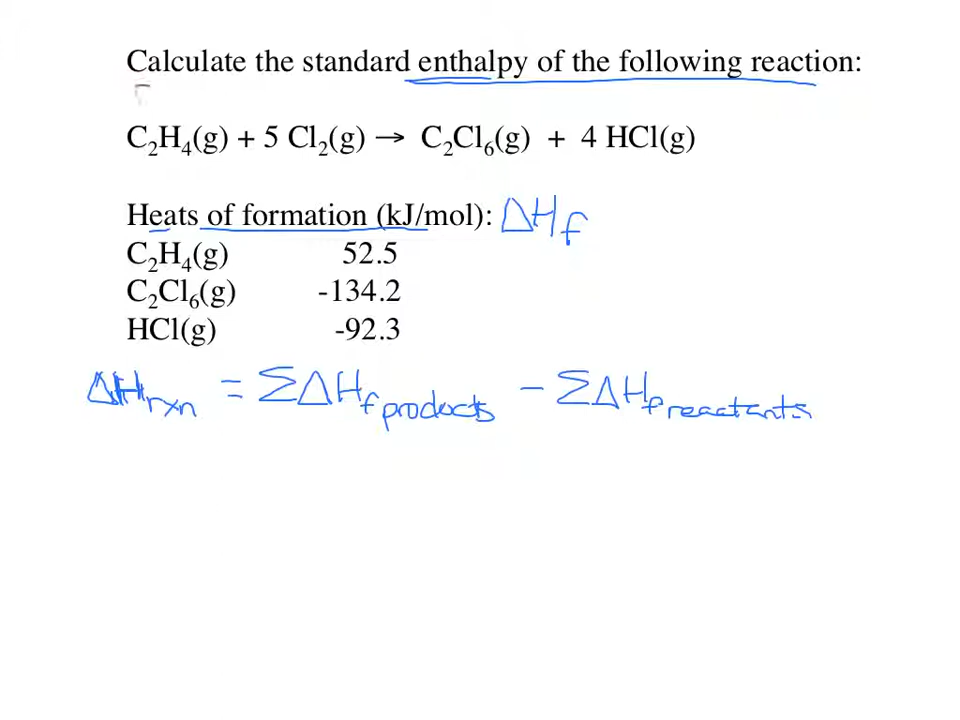 Calculate the standard enthalpy of the following reaction:
C₂H₄(g) + 5 Cl₂(g) → C₂Cl₆(g) + 4 HCl(g)
Heats of formation (kJ/mol): ΔHf
C₂H₄(g) 52.5
C₂Cl₆(g) -134.2
HCl(g) -92.3
ΔHrxn = ΣΔHf products - ΣΔHf reactants